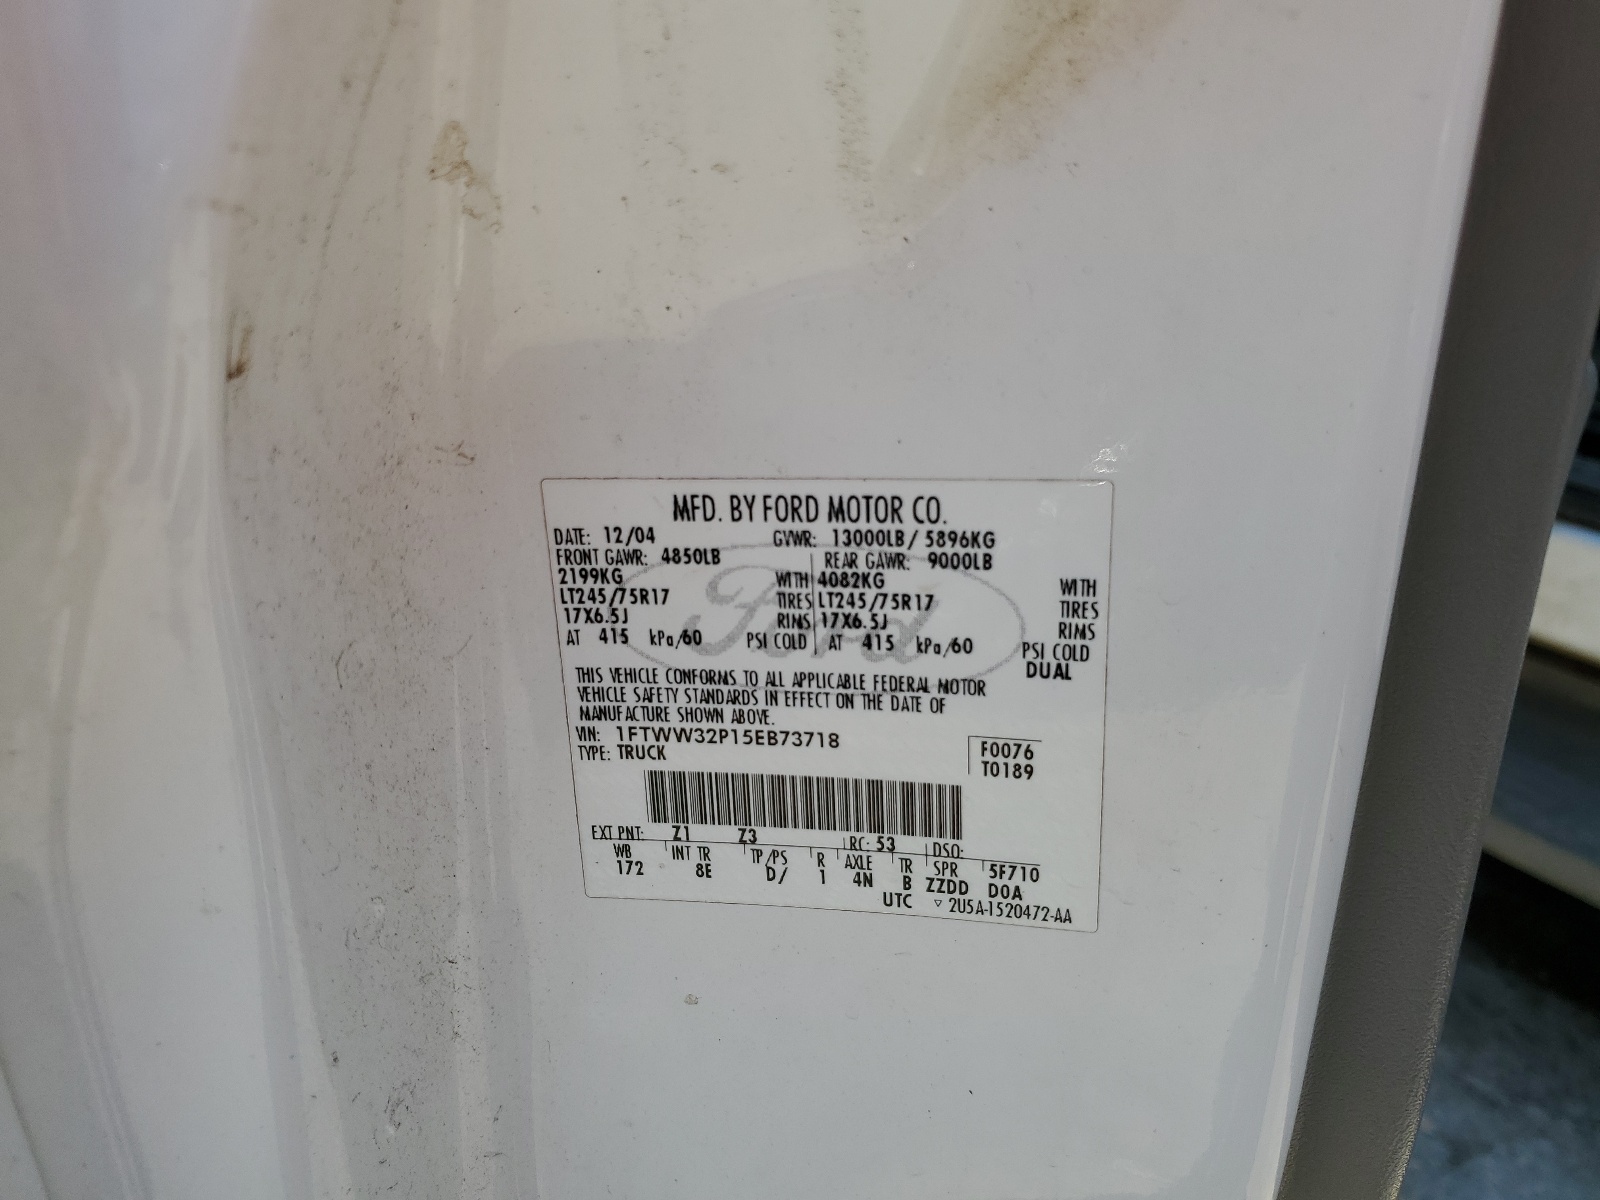 MFD. BY FORD MOTOR CO.
DATE: 12/04 GVWR: 13000LB/ 5896KG
FRONT GAWR: 4850LB REAR GAWR: 9000LB
2199KG WITH 4082KG WITH
LT245/75R17 TIRES LT245/75R17 TIRES
17X6.5J RIMS 17X6.5J RIMS
AT 415 kPa/60 PSI COLD AT 415 kPa/60 PSI COLD
DUAL
Ford
THIS VEHICLE CONFORMS TO ALL APPLICABLE FEDERAL MOTOR
VEHICLE SAFETY STANDARDS IN EFFECT ON THE DATE OF
MANUFACTURE SHOWN ABOVE.
VIN: 1FTWW32P15EB73718 F0076
TYPE: TRUCK T0189
EXT PNT: Z1 Z3 RC: 53 DSO:
WB INT TR TP/PS R AXLE TR SPR 5F710
172 8E D/ 1 4N B ZZDD D0A
UTC ▽ 2U5A-1520472-AA